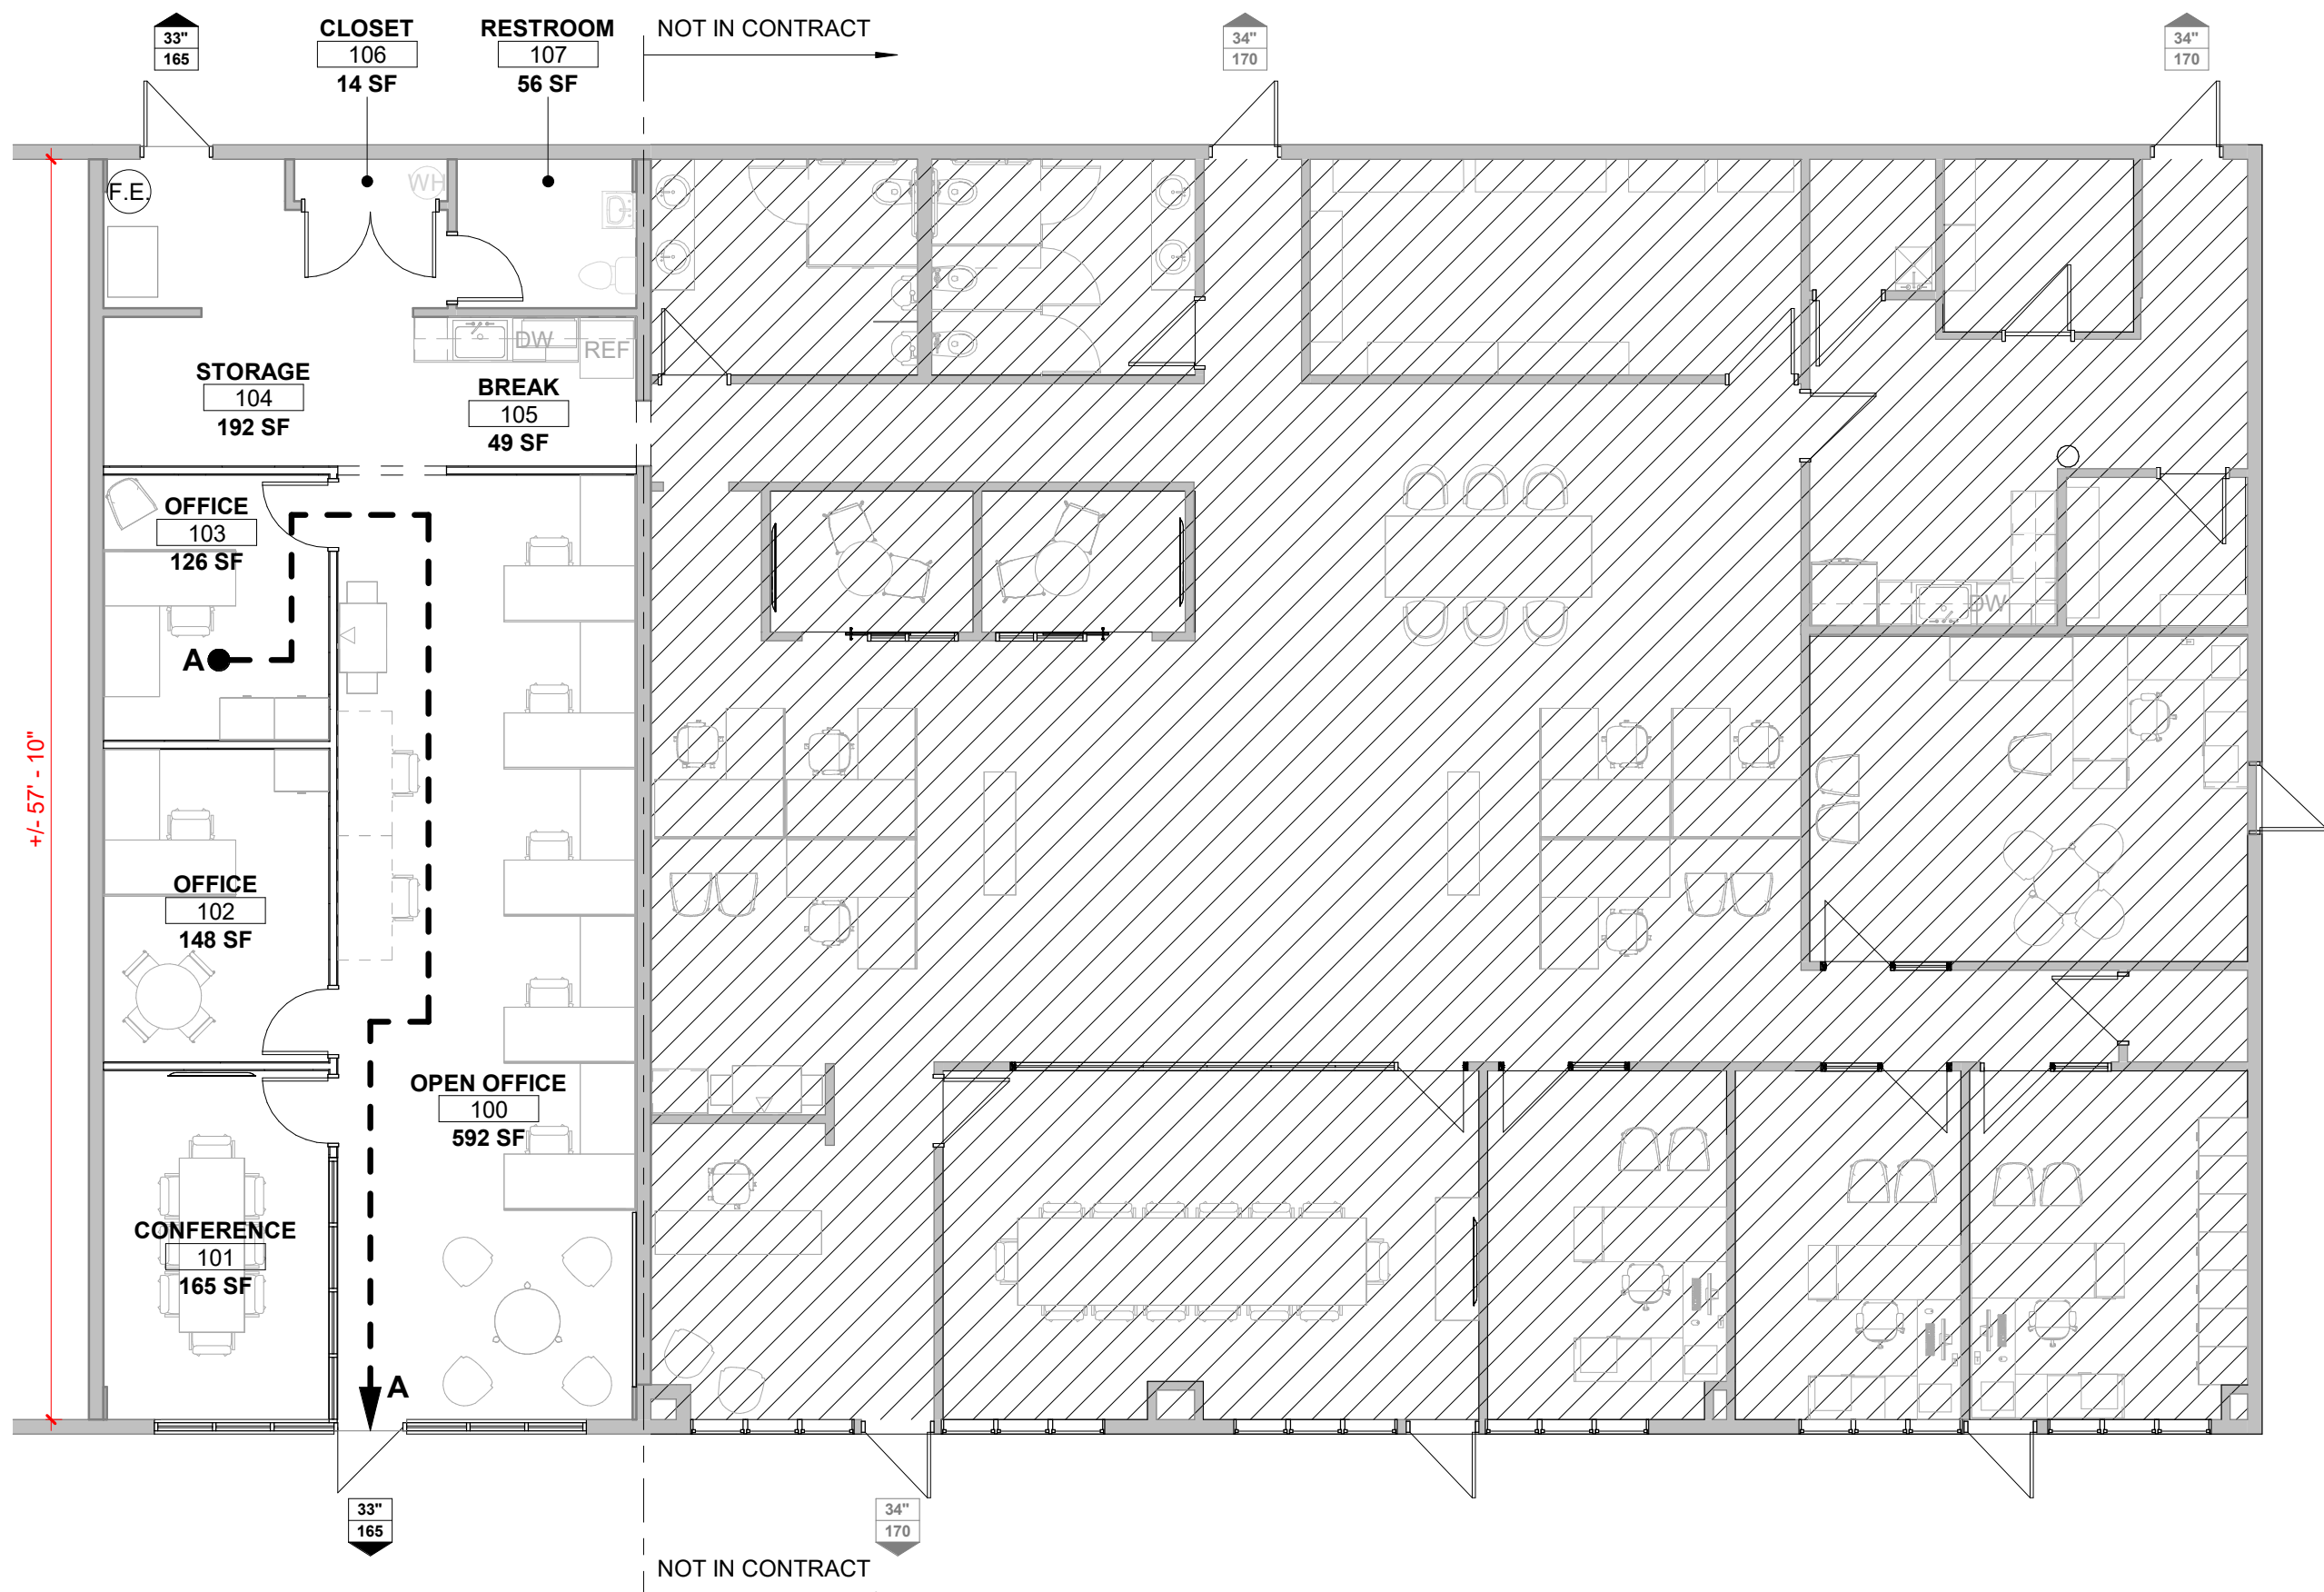 33"
165
CLOSET
106
14 SF
RESTROOM
107
56 SF
NOT IN CONTRACT
34"
170
34"
170
F.E.
WH
DW
REF
STORAGE
104
192 SF
BREAK
105
49 SF
OFFICE
103
126 SF
A
DW
+/- 57' - 10"
OFFICE
102
148 SF
OPEN OFFICE
100
592 SF
CONFERENCE
101
165 SF
A
33"
165
34"
170
NOT IN CONTRACT